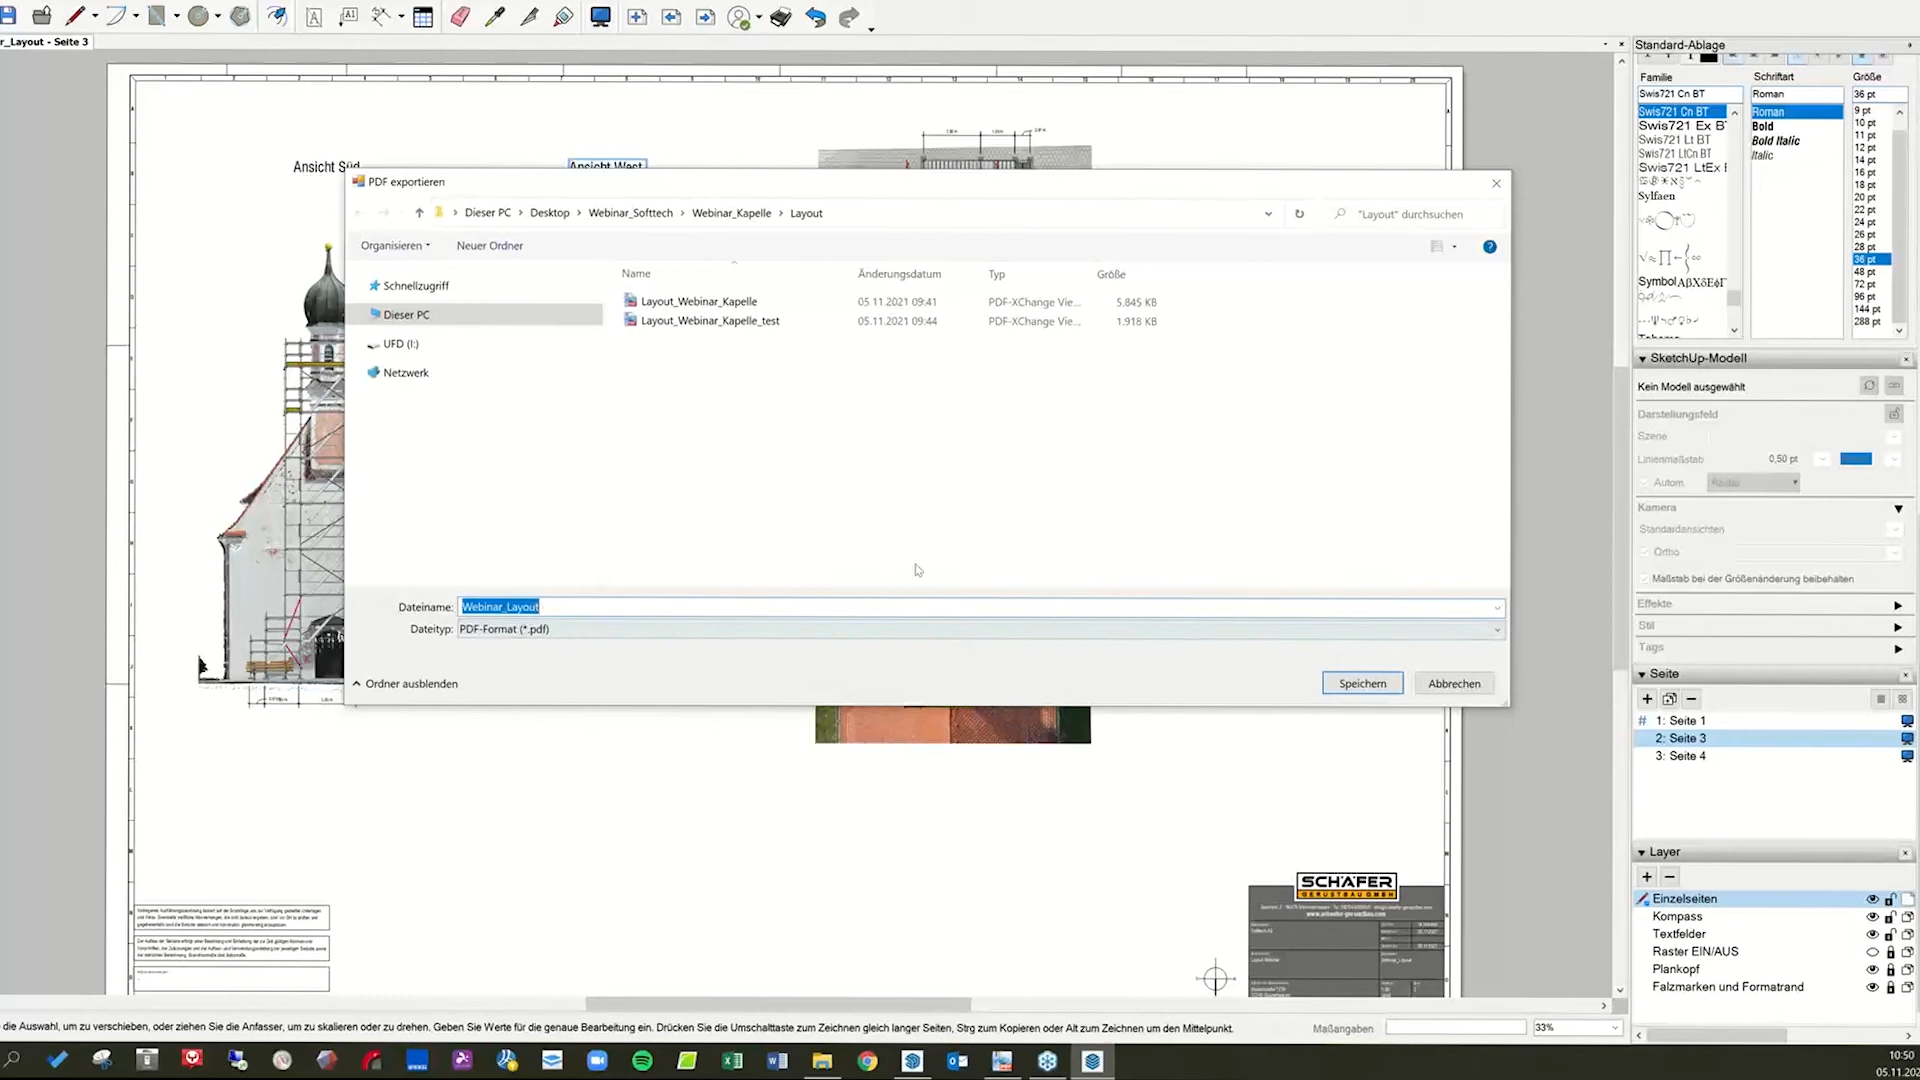 r_Layout - Seite 3
Standard-Ablage
Familie
Schriftart
Größe
Swis721 Cn BT
Roman
36 pt
Swis721 Cn BT
Swis721 Ex BT
Swis721 Lt BT
Swis721 LtCn BT
Swis721 LtEx
Sylfaen
Symbol
Roman
Bold
Bold Italic
Italic
9 pt
10 pt
11 pt
12 pt
14 pt
16 pt
18 pt
20 pt
22 pt
24 pt
26 pt
28 pt
36 pt
48 pt
72 pt
96 pt
144 pt
288 pt
Ansicht Süd
Ansicht West
PDF exportieren
Dieser PC > Desktop > Webinar_Softtech > Webinar_Kapelle > Layout
"Layout" durchsuchen
Organisieren
Neuer Ordner
Schnellzugriff
Dieser PC
UFD (I:)
Netzwerk
Name
Änderungsdatum
Typ
Größe
Layout_Webinar_Kapelle
05 11 2021 09:41
PDF-XChange Vie...
5.845 KB
Layout_Webinar_Kapelle_test
05.11.2021 09:44
PDF-XChange Vie...
1.918 KB
Dateiname:
Webinar_Layout
Dateityp:
PDF-Format (*.pdf)
Ordner ausblenden
Speichern
Abbrechen
SketchUp-Modell
Kein Modell ausgewählt
Darstellungsfeld
Szene
Linienmaßstab
0,50 pt
Autom.
Kamera
Standardansichten
Ortho
Maßstab bei der Größenänderung beibehalten
Effekte
Stil
Tags
Seite
# 1: Seite 1
2: Seite 3
3: Seite 4
Layer
Einzelseiten
Kompass
Textfelder
Raster EIN/AUS
Plankopf
Falzmarken und Formatrand
SCHÄFER
GERÜSTBAU GMBH
die Auswahl, um zu verschieben, oder ziehen Sie die Anfasser, um zu skalieren oder zu drehen. Geben Sie Werte für die genaue Bearbeitung ein. Drücken Sie die Umschalttaste zum Zeichnen gleich langer Seiten, Strg zum Kopieren oder Alt zum Zeichnen um den Mittelpunkt.
Maßangaben
33%
10:50
05.11.202